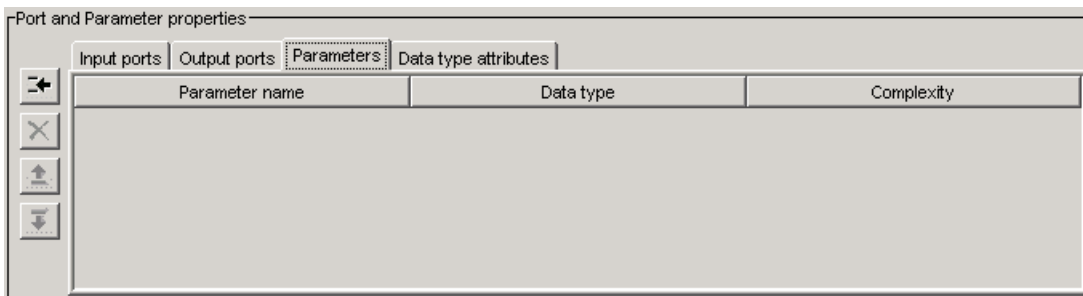 Port and Parameter properties
Input ports Output ports Parameters Data type attributes
Parameter name Data type Complexity